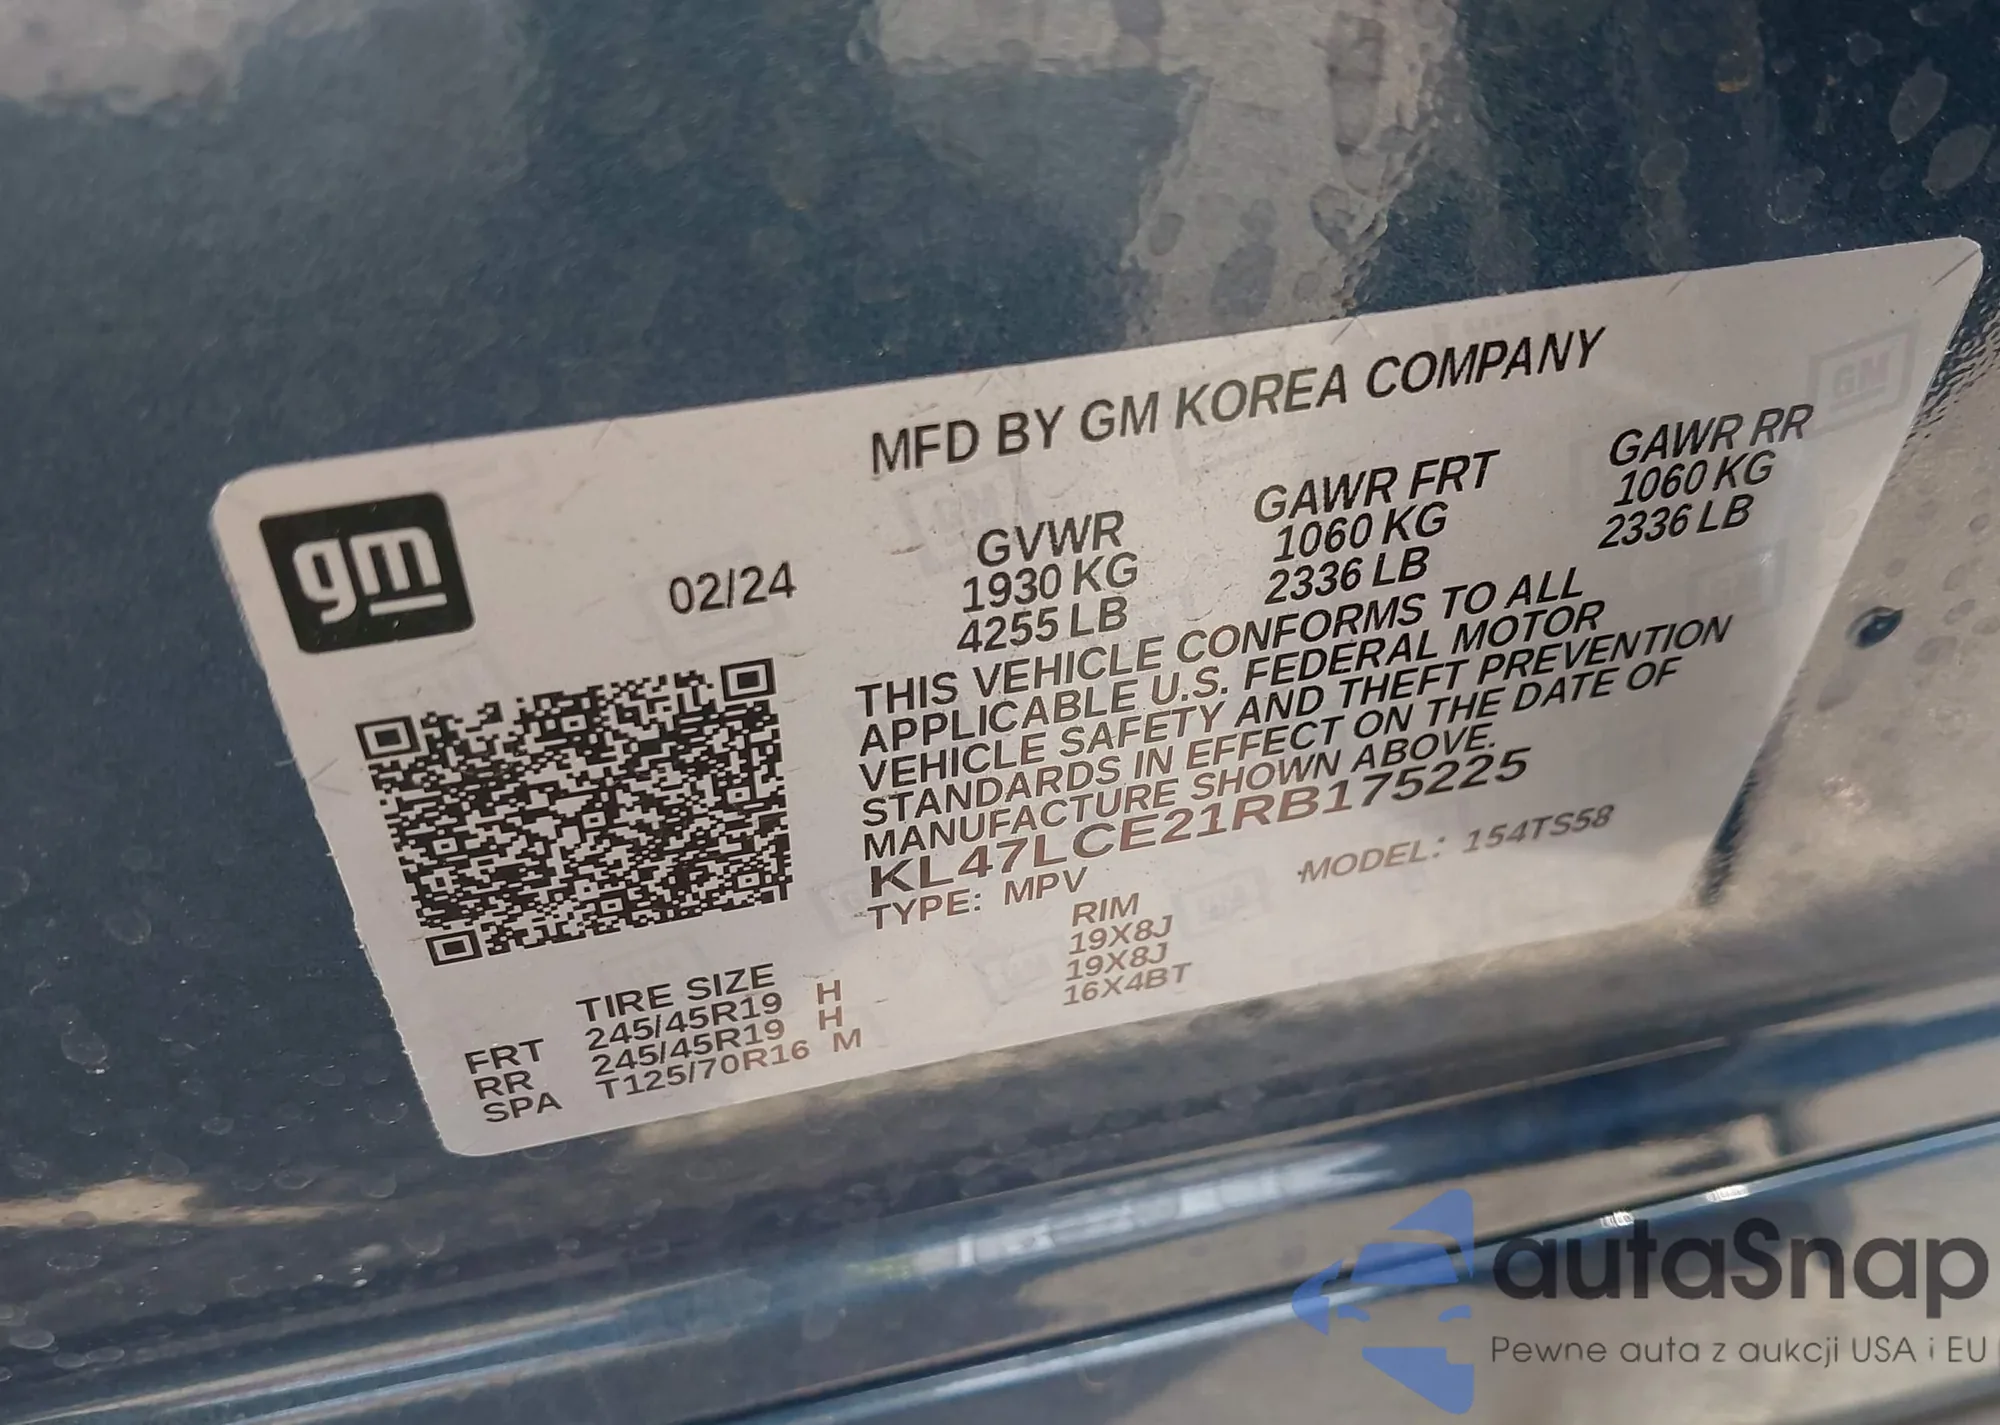 MFD BY GM KOREA COMPANY
gm
02/24
GVWR GAWR FRT GAWR RR
1930 KG 1060 KG 1060 KG
4255 LB 2336 LB 2336 LB
THIS VEHICLE CONFORMS TO ALL
APPLICABLE U.S. FEDERAL MOTOR
VEHICLE SAFETY AND THEFT PREVENTION
STANDARDS IN EFFECT ON THE DATE OF
MANUFACTURE SHOWN ABOVE.
KL47LCE21RB175225
TYPE: MPV MODEL: 154TS58
TIRE SIZE RIM
FRT 245/45R19 H 19X8J
RR 245/45R19 H 19X8J
SPA T125/70R16 M 16X4BT
GM
autaSnap
Pewne auta z aukcji USA i EU